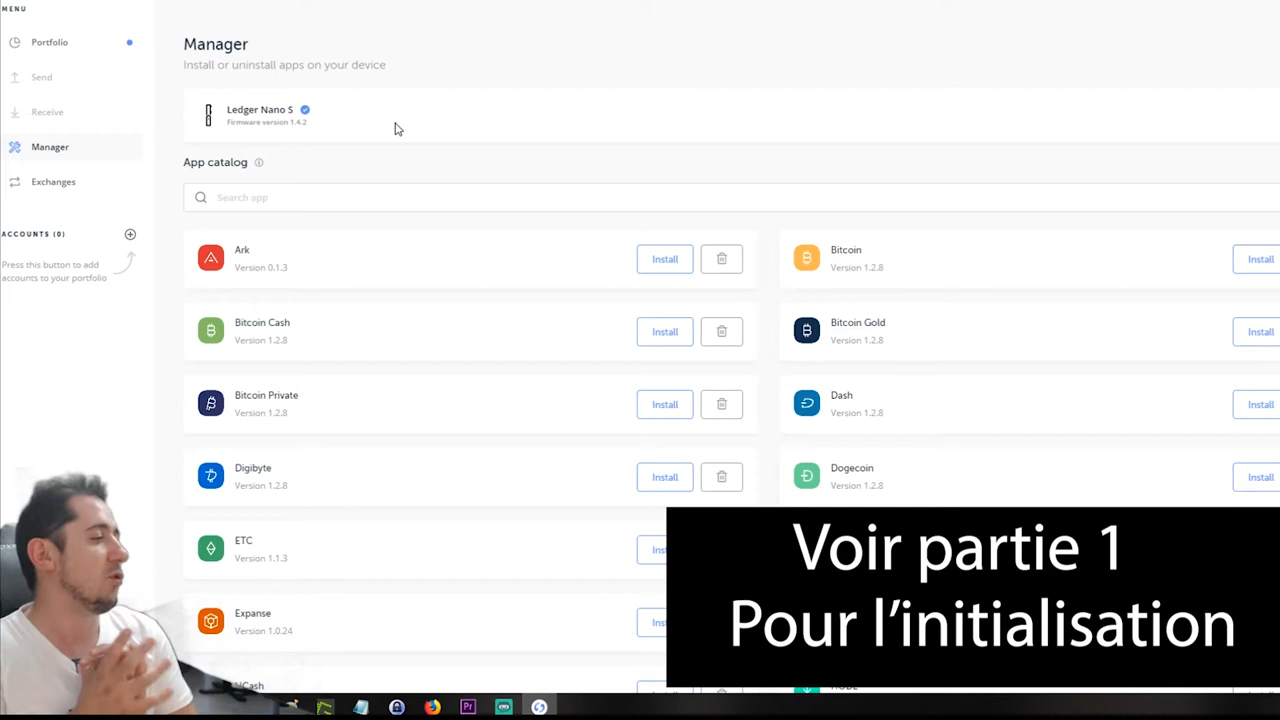 MENU
Portfolio
Send
Receive
Manager
Exchanges
ACCOUNTS (0)
Press this button to add
accounts to your portfolio
Manager
Install or uninstall apps on your device
Ledger Nano S
Firmware version 1.4.2
App catalog
Search app
Ark
Version 0.1.3
Install
Bitcoin
Version 1.2.8
Install
Bitcoin Cash
Version 1.2.8
Install
Bitcoin Gold
Version 1.2.8
Install
Bitcoin Private
Version 1.2.8
Install
Dash
Version 1.2.8
Install
Digibyte
Version 1.2.8
Install
Dogecoin
Version 1.2.8
Install
ETC
Version 1.1.3
Expanse
Version 1.0.24
Voir partie 1
Pour l’initialisation
Pr